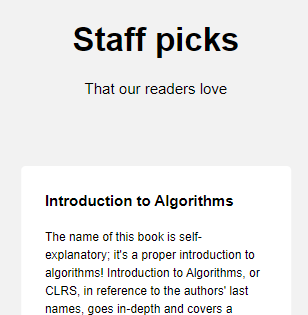 Staff picks
That our readers love
Introduction to Algorithms
The name of this book is self-
explanatory; it's a proper introduction to
algorithms! Introduction to Algorithms, or
CLRS, in reference to the authors' last
names, goes in-depth and covers a